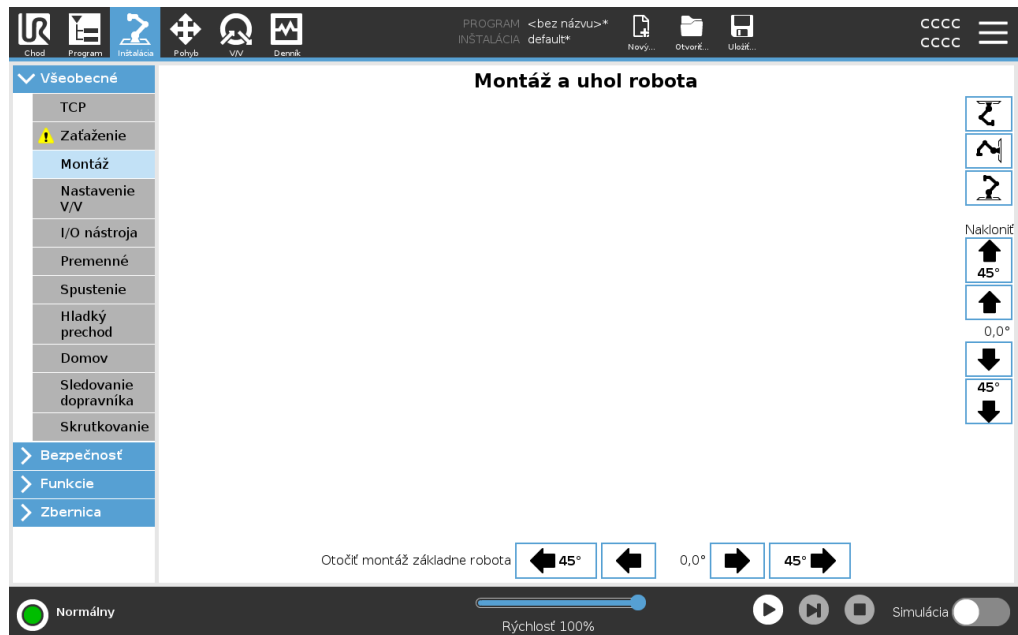 UR
Chod
Program
Inštalácia
Pohyb
V/V
Denník
PROGRAM <bez názvu>*
INŠTALÁCIA default*
Nový...
Otvoriť...
Uložiť...
CCCC
CCCC
Všeobecné
TCP
Zaťaženie
Montáž
Nastavenie
V/V
I/O nástroja
Premenné
Spustenie
Hladký
prechod
Domov
Sledovanie
dopravníka
Skrutkovanie
Bezpečnosť
Funkcie
Zbernica
Montáž a uhol robota
Nakloniť
45°
0,0°
45°
Otočiť montáž základne robota 45° 0,0° 45°
Normálny
Rýchlosť 100%
Simulácia